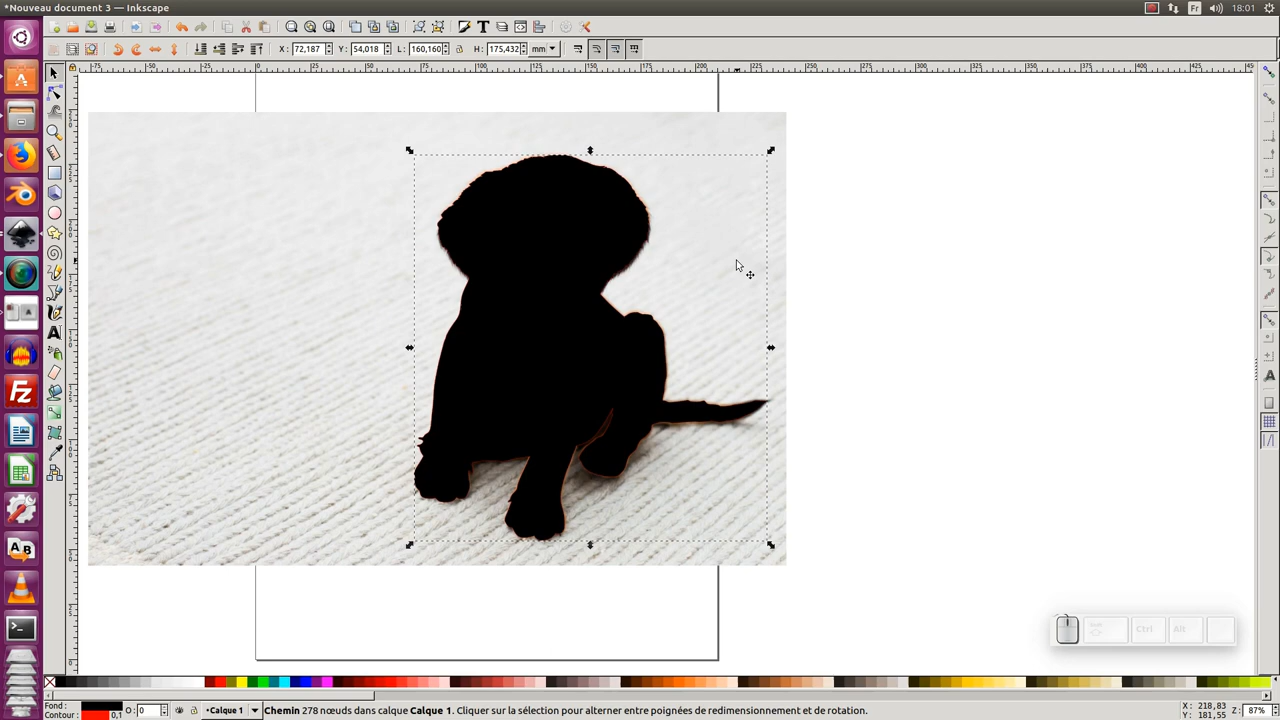 *Nouveau document 3 — Inkscape
Fr
18:01
X : 72,187 Y : 54,018 L : 160,160 H : 175,432 mm
Ctrl Alt
Fond :
Contour : 0,1
O : 0
•Calque 1
Chemin 278 nœuds dans calque Calque 1. Cliquer sur la sélection pour alterner entre poignées de redimensionnement et de rotation.
X : 218,83
Y : 181,55
Z : 87%